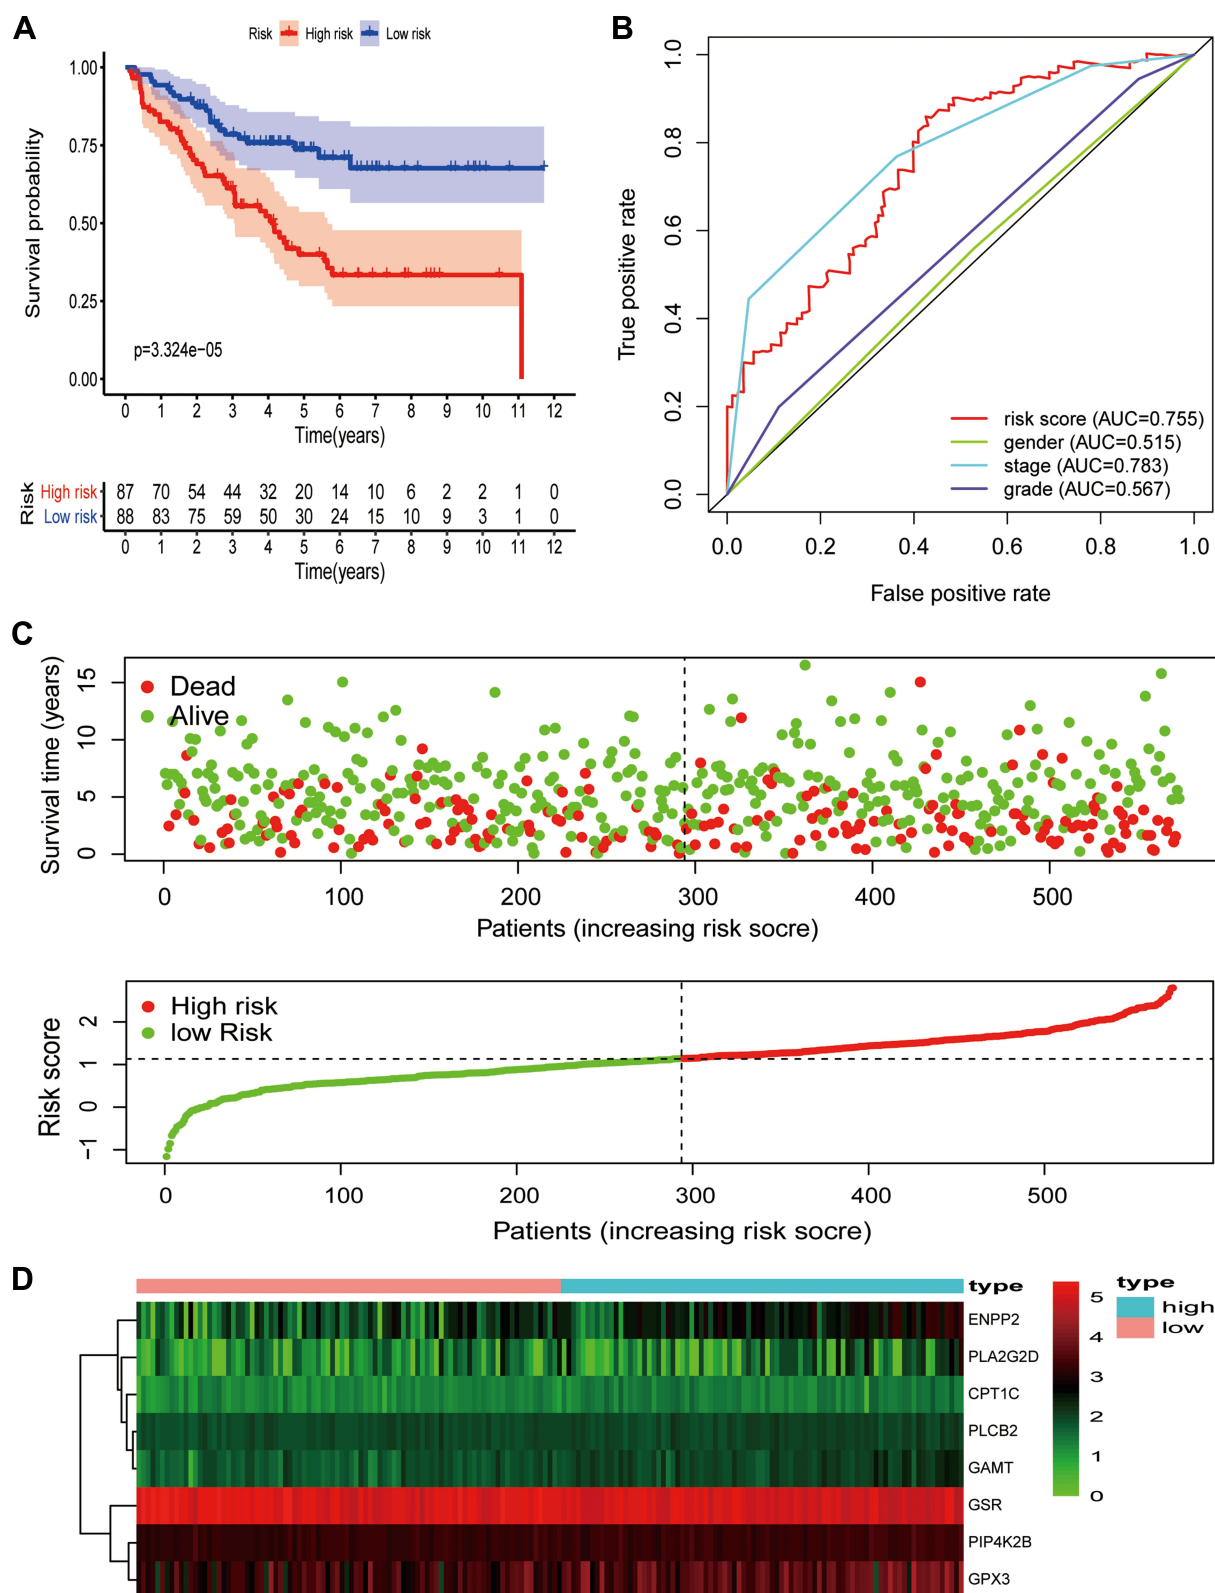 A
Risk High risk Low risk
Survival probability
1.00
0.75
0.50
0.25
0.00
p=3.324e−05
0 1 2 3 4 5 6 7 8 9 10 11 12
Time(years)
Risk
High risk 87 70 54 44 32 20 14 10 6 2 2 1 0
Low risk 88 83 75 59 50 30 24 15 10 9 3 1 0
0 1 2 3 4 5 6 7 8 9 10 11 12
Time(years)
B
True positive rate
1.0
0.8
0.6
0.4
0.2
0.0
risk score (AUC=0.755)
gender (AUC=0.515)
stage (AUC=0.783)
grade (AUC=0.567)
0.0 0.2 0.4 0.6 0.8 1.0
False positive rate
C
Survival time (years)
15
10
5
0
Dead
Alive
0 100 200 300 400 500
Patients (increasing risk socre)
Risk score
2
1
0
−1
High risk
low Risk
0 100 200 300 400 500
Patients (increasing risk socre)
D
type
ENPP2
PLA2G2D
CPT1C
PLCB2
GAMT
GSR
PIP4K2B
GPX3
5
4
3
2
1
0
type
high
low